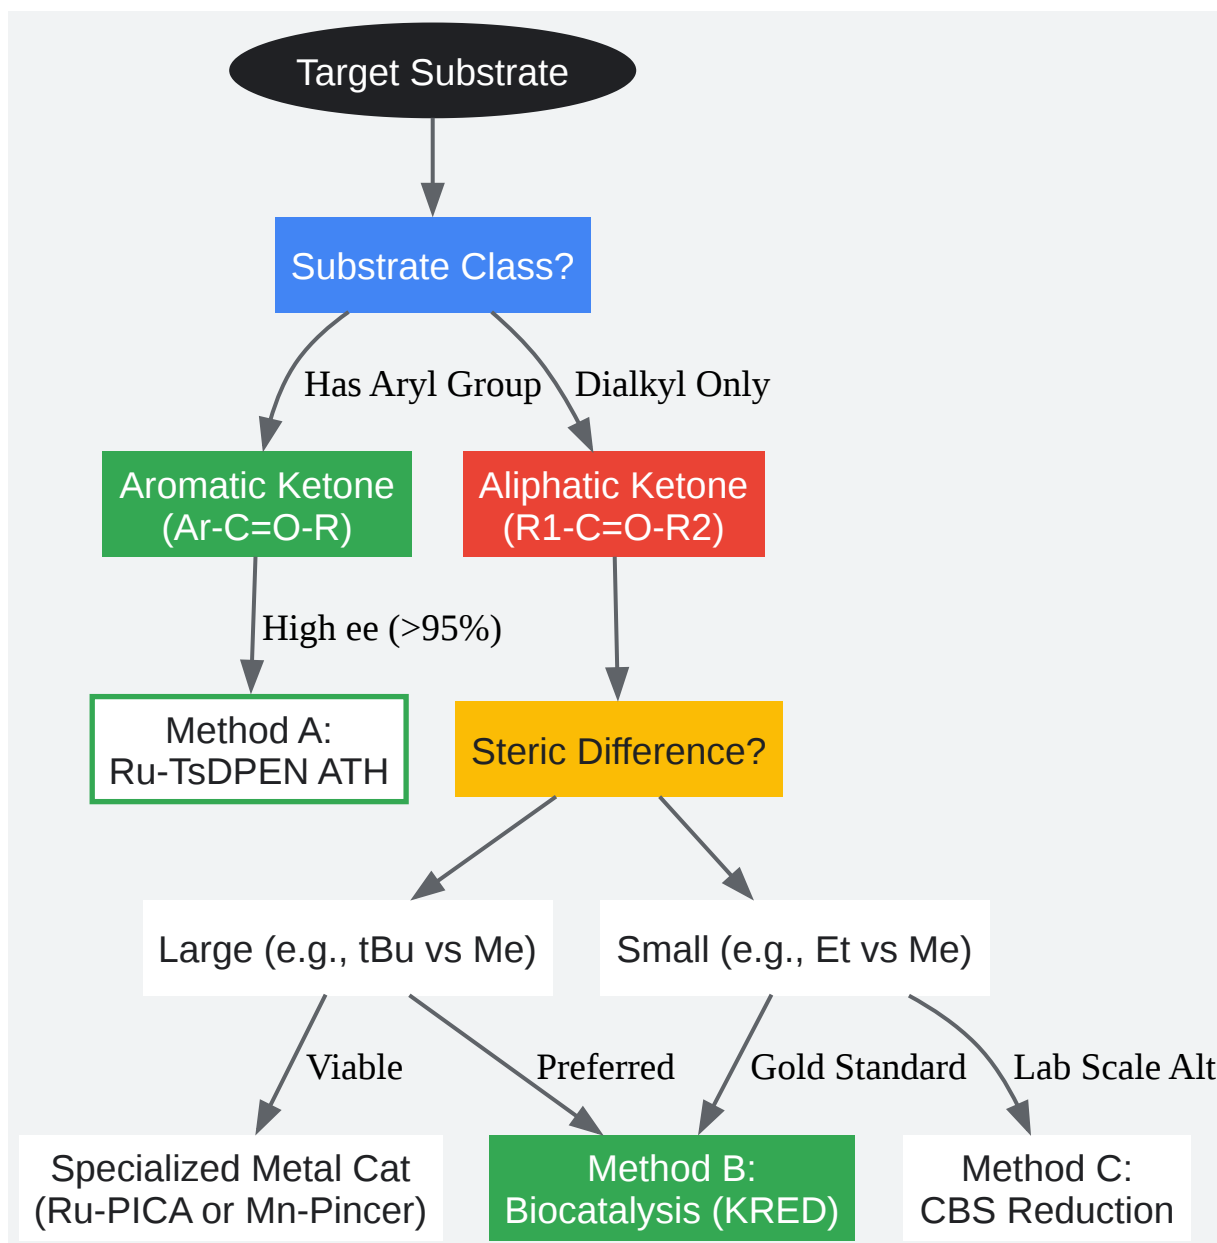 Target Substrate
Substrate Class?
Has Aryl Group
Dialkyl Only
Aromatic Ketone
(Ar-C=O-R)
Aliphatic Ketone
(R1-C=O-R2)
High ee (>95%)
Method A:
Ru-TsDPEN ATH
Steric Difference?
Large (e.g., tBu vs Me)
Small (e.g., Et vs Me)
Viable
Preferred
Gold Standard
Lab Scale Alt
Specialized Metal Cat
(Ru-PICA or Mn-Pincer)
Method B:
Biocatalysis (KRED)
Method C:
CBS Reduction